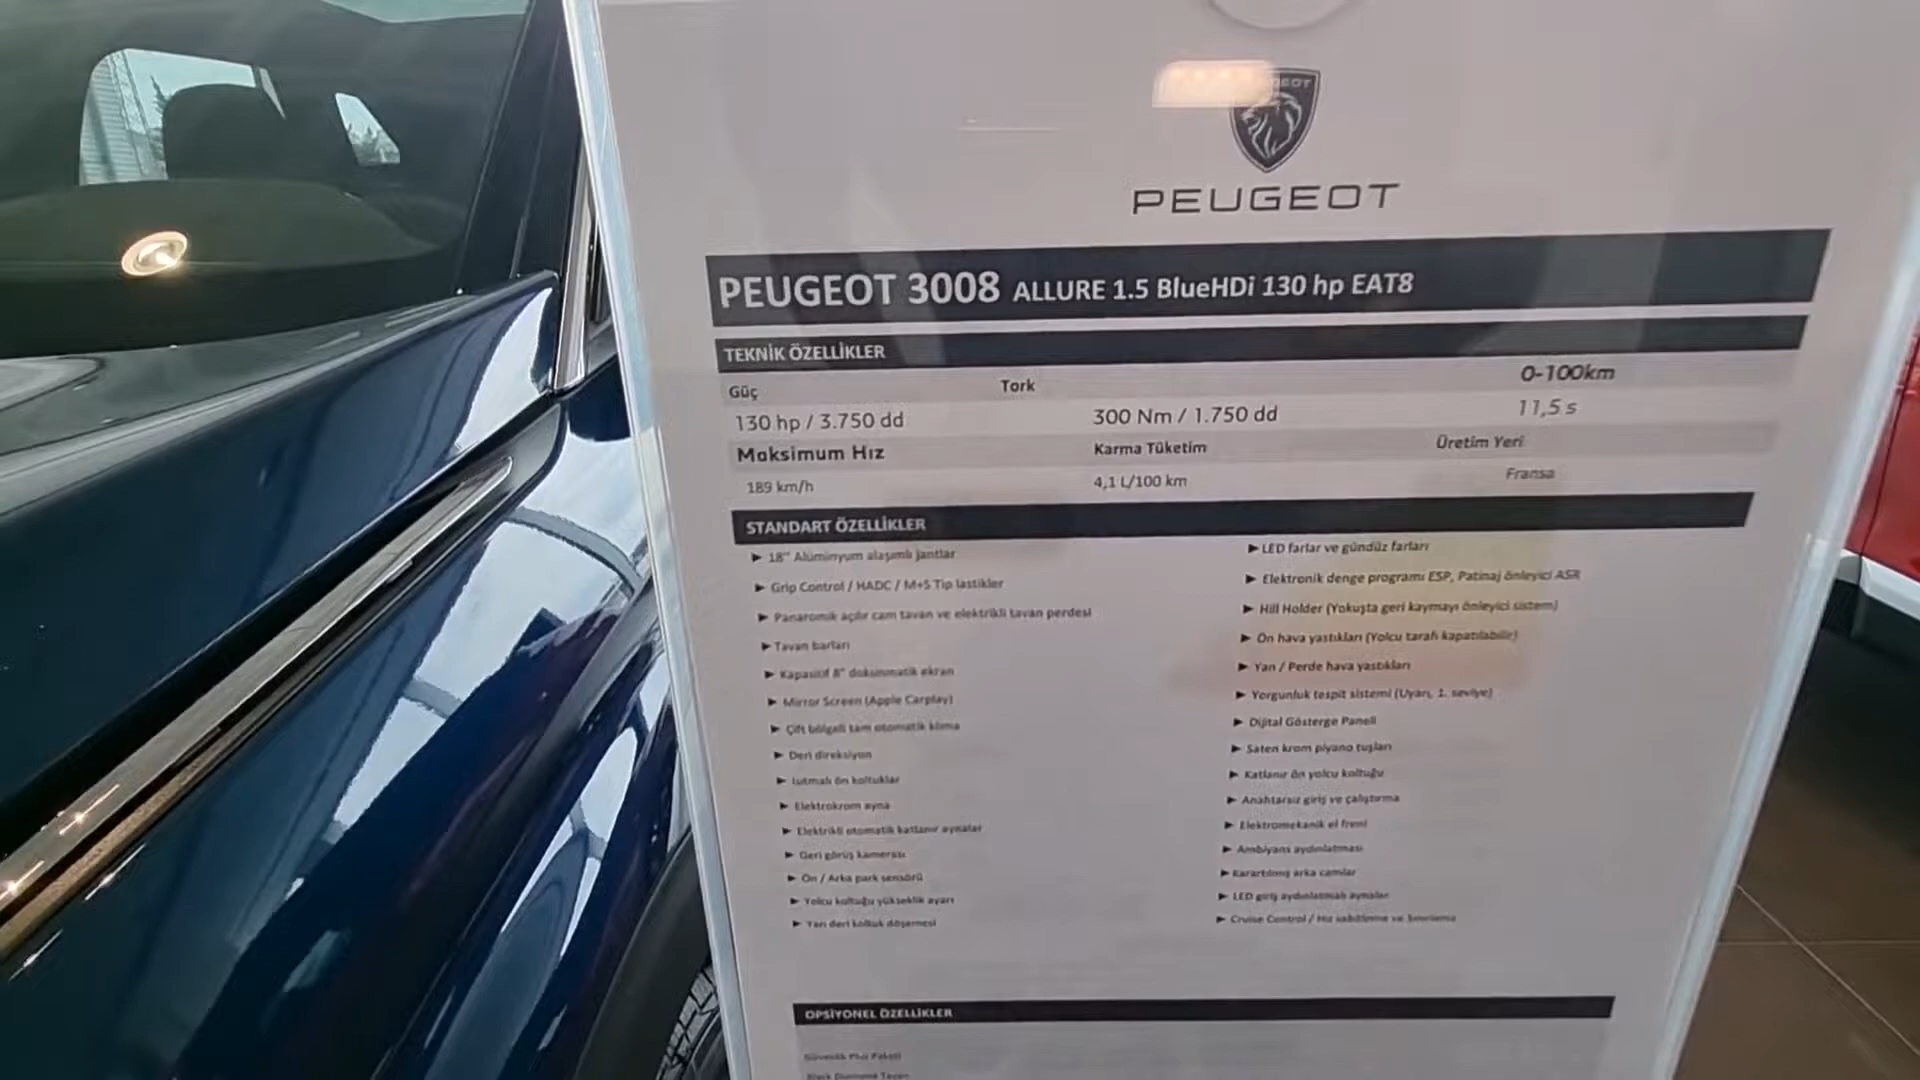 PEUGEOT
PEUGEOT 3008 ALLURE 1.5 BlueHDi 130 hp EAT8
TEKNİK ÖZELLİKLER
Güç Tork 0-100km
130 hp / 3.750 dd 300 Nm / 1.750 dd 11,5 s
Maksimum Hız Karma Tüketim Üretim Yeri
189 km/h 4,1 L/100 km Fransa
STANDART ÖZELLİKLER
► 18" Alüminyum alaşımlı jantlar
► Grip Control / HADC / M+S Tip lastikler
► Panaromik açılır cam tavan ve elektrikli tavan perdesi
► Tavan barları
► Kapasitif 8" dokunmatik ekran
► Mirror Screen (Apple Carplay)
► Çift bölgeli tam otomatik klima
► Deri direksiyon
► Isıtmalı ön koltuklar
► Elektrokrom ayna
► Elektrikli otomatik katlanır aynalar
► Geri görüş kamerası
► Ön / Arka park sensörü
► Yolcu koltuğu yükseklik ayarı
► Yarı deri koltuk döşemesi
► LED farlar ve gündüz farları
► Elektronik denge programı ESP, Patinaj önleyici ASR
► Hill Holder (Yokuşta geri kaymayı önleyici sistem)
► Ön hava yastıkları (Yolcu tarafı kapatılabilir)
► Yan / Perde hava yastıkları
► Yorgunluk tespit sistemi (Uyarı, 1. seviye)
► Dijital Gösterge Paneli
► Saten krom piyano tuşları
► Katlanır ön yolcu koltuğu
► Anahtarsız giriş ve çalıştırma
► Elektromekanik el freni
► Ambiyans aydınlatması
► Karartılmış arka camlar
► LED giriş aydınlatmalı aynalar
► Cruise Control / Hız sabitleme ve Sınırlama
OPSİYONEL ÖZELLİKLER
Güvenlik Plus Paketi
Black Diamond Tavan